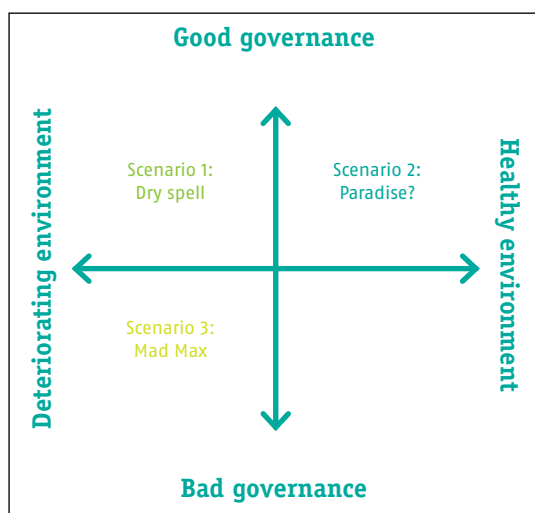 Good governance
Deteriorating environment
Healthy environment
Scenario 1:
Dry spell
Scenario 2:
Paradise?
Scenario 3:
Mad Max
Bad governance